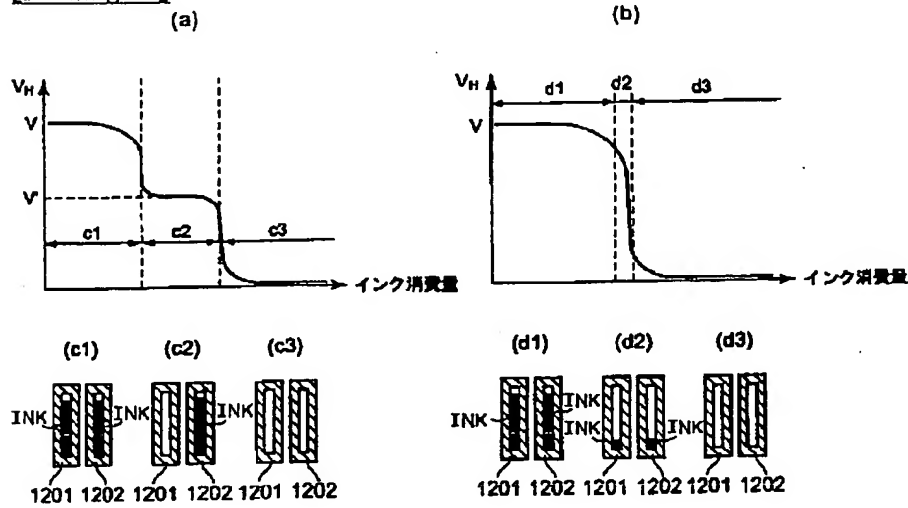 (a)
V_H
V
V'
c1
c2
c3
インク消費量
(b)
V_H
V
d1
d2
d3
インク消費量
(c1) (c2) (c3)
INK INK INK
1201 1202 1201 1202 1201 1202
(d1) (d2) (d3)
INK INK
INK INK
1201 1202 1201 1202 1201 1202